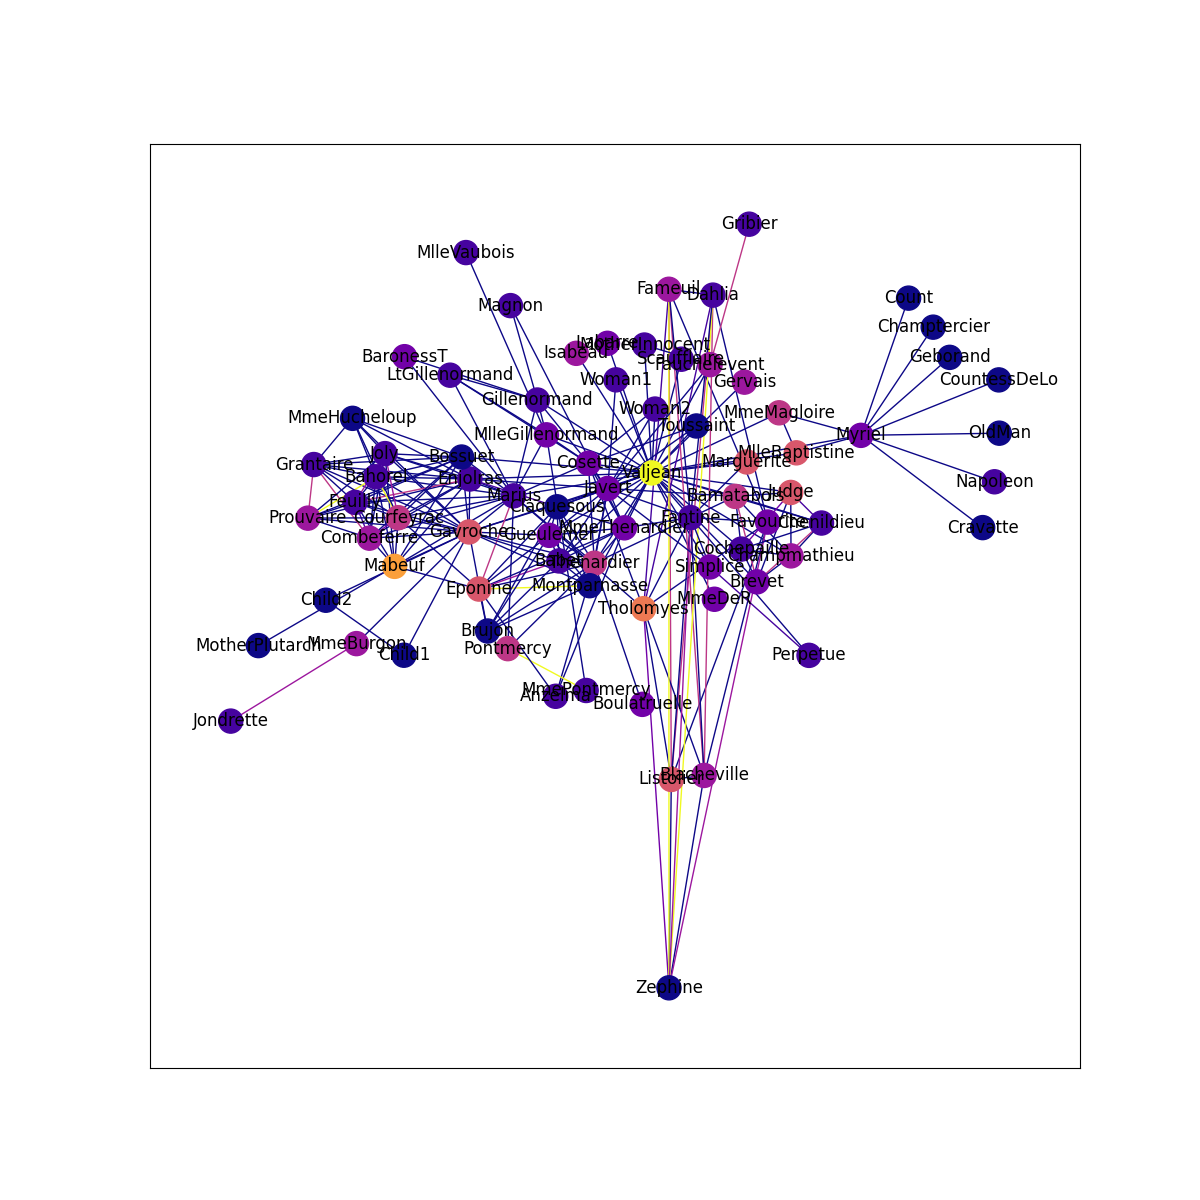 Gribier
MlleVaubois
Fameuil
Dahlia
Count
Magnon
Champtercier
Isabeau
MotherInnocent
Scaufflaire
BaronessT
Geborand
Fauchelevent
LtGillenormand
Woman1
Gervais
CountessDeLo
Gillenormand
Woman2
MmeMagloire
MmeHucheloup
Toussaint
MlleGillenormand
Myriel
OldMan
Joly
Bossuet
MlleBaptistine
Grantaire
Cosette
Marguerite
Valjean
Bahorel
Enjolras
Napoleon
Javert
Judge
Marius
Bamatabois
Feuilly
Claquesous
Prouvaire
Courfeyrac
Fantine
Favourite
Chenildieu
MmeThenardier
Cravatte
Gavroche
Gueulemer
Combeferre
Cochepaille
Champmathieu
Babet
Thenardier
Mabeuf
Simplice
Eponine
Montparnasse
Brevet
Child2
MmeDeR
Tholomyes
Brujon
MotherPlutarch
MmeBurgon
Pontmercy
Child1
Perpetue
MmePontmercy
Anzelma
Boulatruelle
Jondrette
Listolier
Blacheville
Zephine